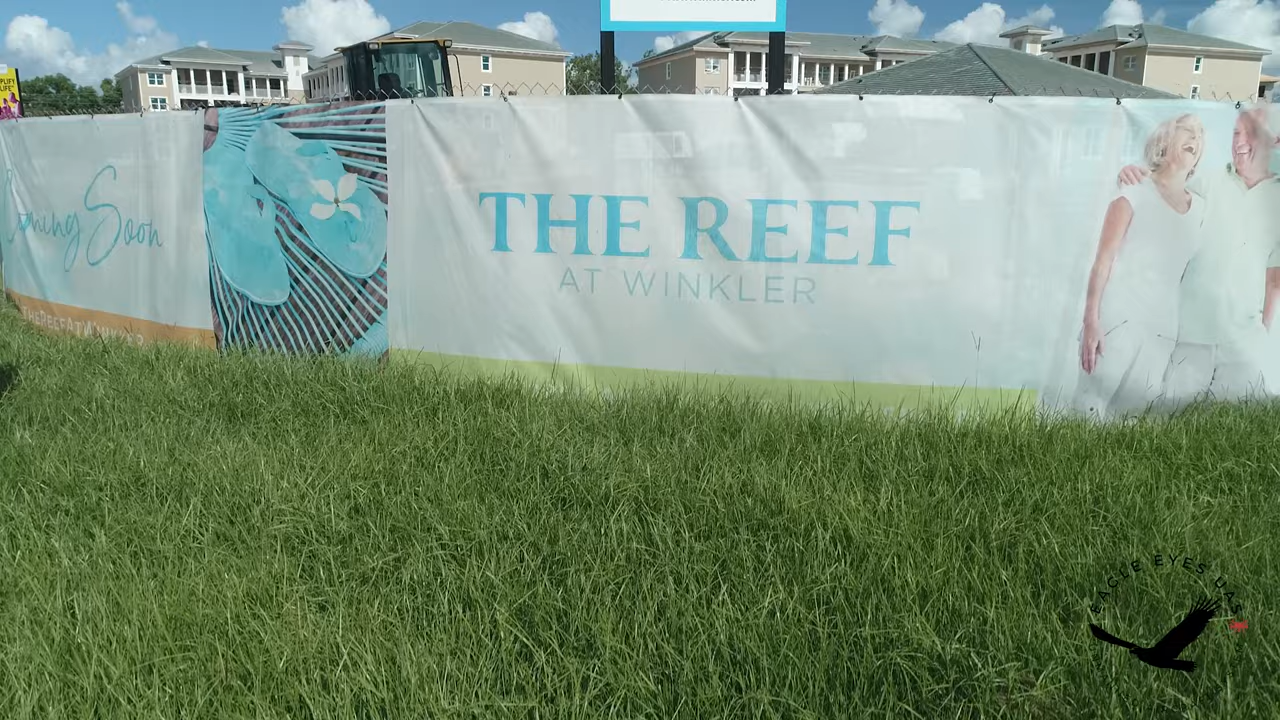 Coming Soon
THE REEF
AT WINKLER
EAGLE EYES UAS